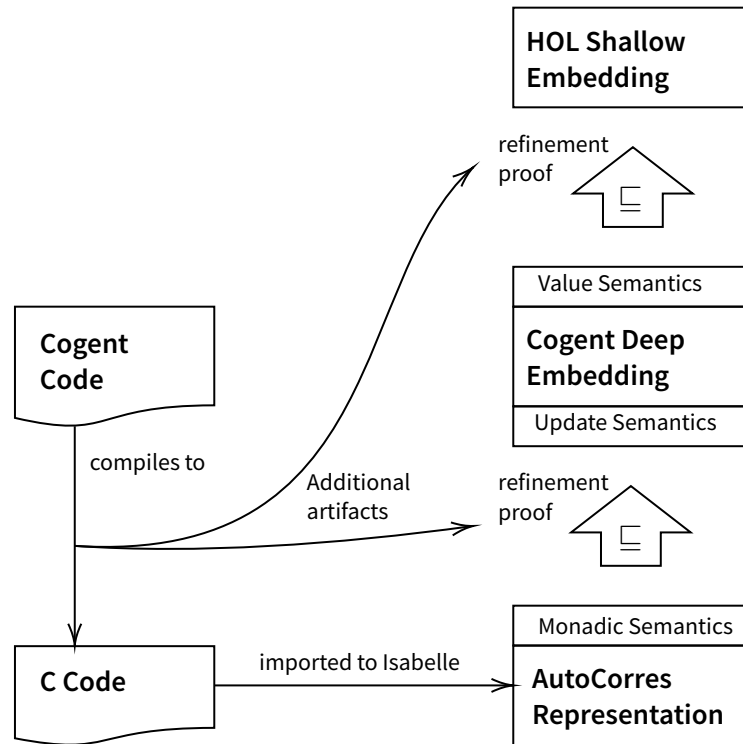 HOL Shallow
Embedding
refinement
proof
⊑
Value Semantics
Cogent
Code
Cogent Deep
Embedding
Update Semantics
compiles to
Additional
artifacts
refinement
proof
⊑
Monadic Semantics
C Code
imported to Isabelle
AutoCorres
Representation